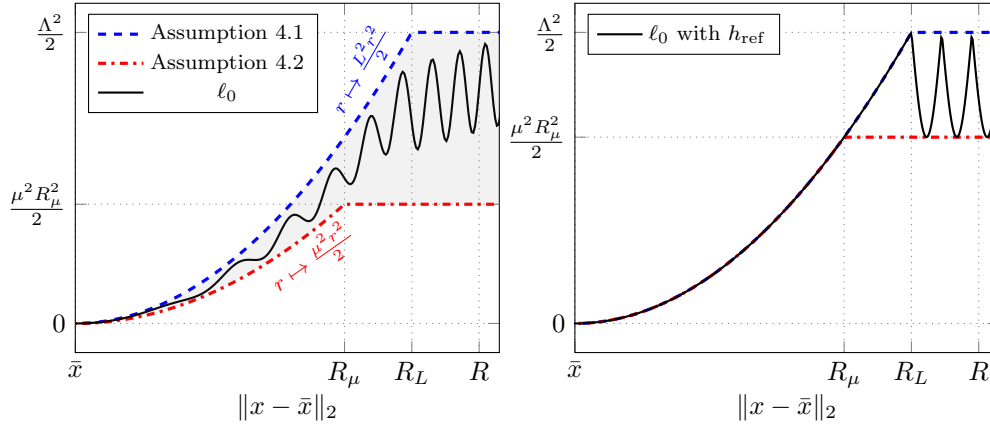 Λ²/2
Assumption 4.1
Assumption 4.2
ℓ₀
r ↦ L²r²/2
μ²R_μ²/2
r ↦ μ²r²/2
0
x̄
R_μ
R_L
R
‖x − x̄‖₂
Λ²/2
ℓ₀ with h_ref
μ²R_μ²/2
0
x̄
R_μ
R_L
R
‖x − x̄‖₂